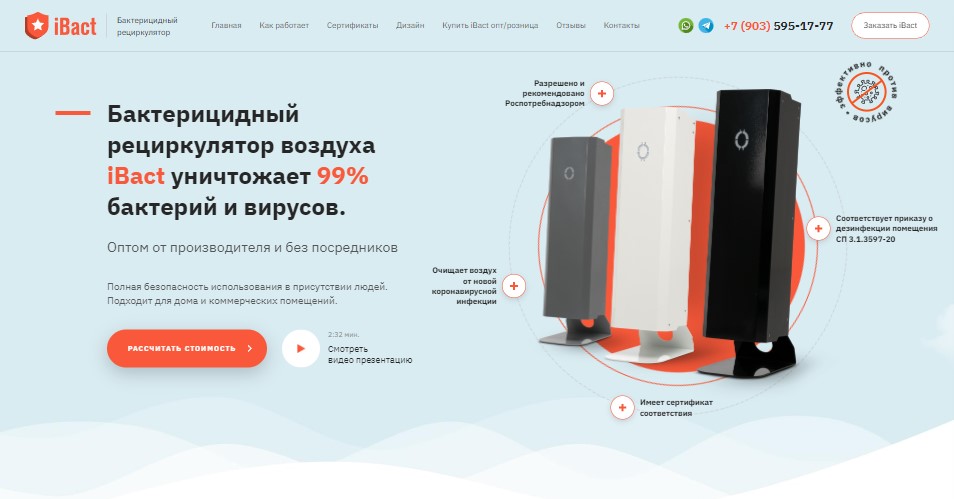 iBact
Бактерицидный
рециркулятор
Главная
Как работает
Сертификаты
Дизайн
Купить iBact опт/розница
Отзывы
Контакты
+7 (903) 595-17-77
Заказать iBact
Бактерицидный
рециркулятор воздуха
iBact уничтожает 99%
бактерий и вирусов.
Оптом от производителя и без посредников
Полная безопасность использования в присутствии людей.
Подходит для дома и коммерческих помещений.
РАССЧИТАТЬ СТОИМОСТЬ
2:32 мин.
Смотреть
видео презентацию
Разрешено и
рекомендовано
Роспотребнадзором
эффективно против вирусов •
Соответствует приказу о
дезинфекции помещения
СП 3.1.3597-20
Очищает воздух
от новой
коронавирусной
инфекции
Имеет сертификат
соответствия